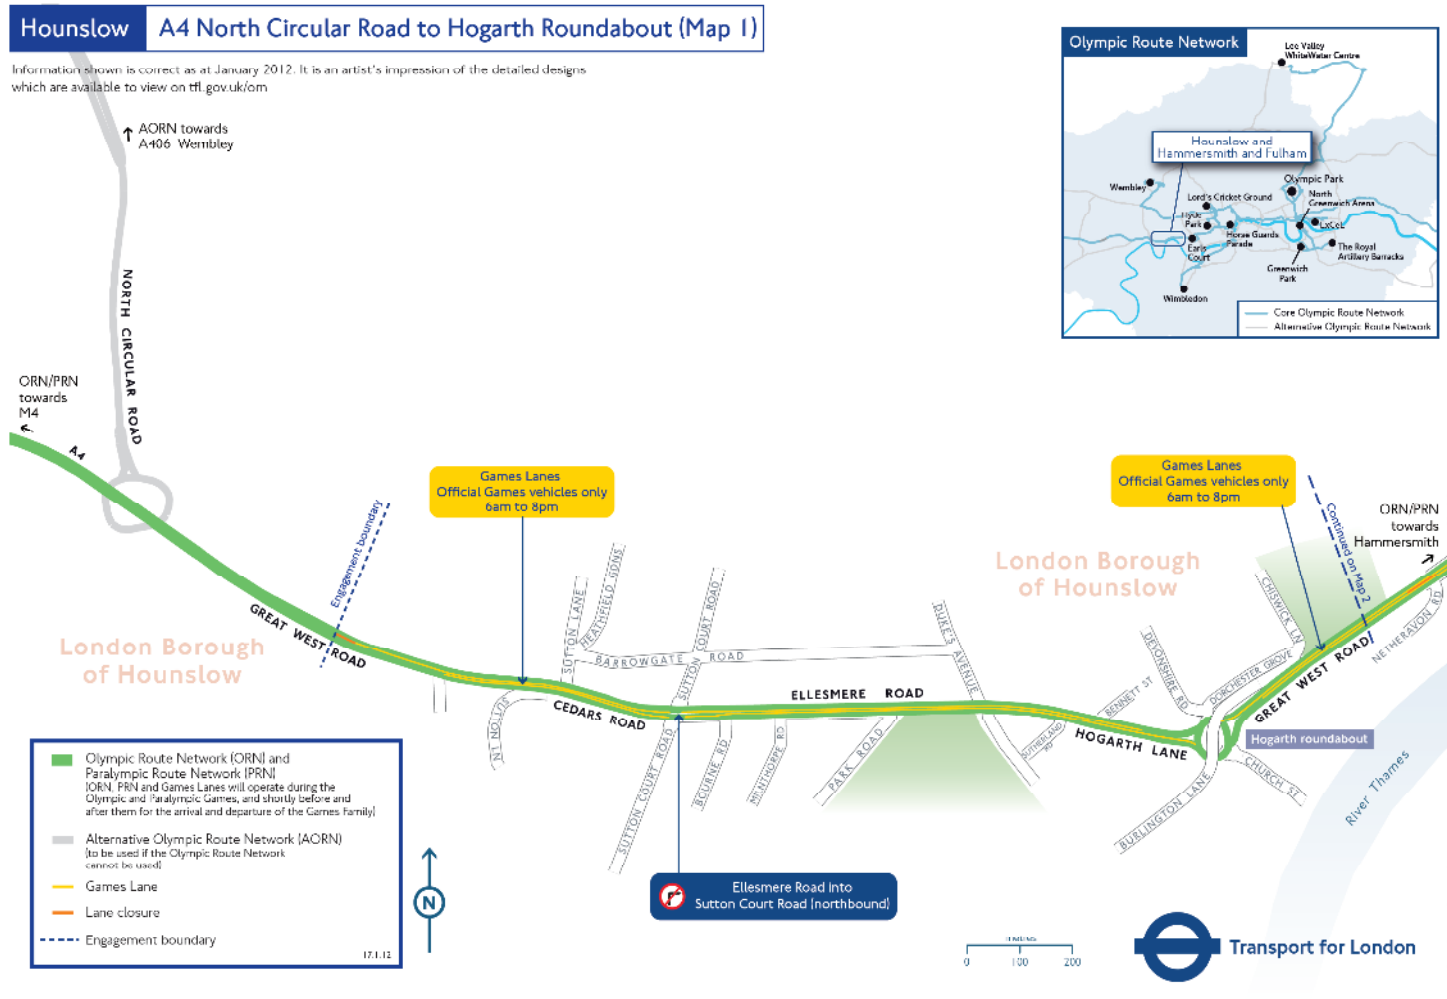 Hounslow
A4 North Circular Road to Hogarth Roundabout (Map 1)
Information shown is correct as at January 2012. It is an artist's impression of the detailed designs
which are available to view on tfl.gov.uk/orn
AORN towards
A406 Wembley
NORTH CIRCULAR ROAD
ORN/PRN
towards
M4
A4
Olympic Route Network
Lee Valley
WhiteWater Centre
Hounslow and
Hammersmith and Fulham
Wembley
Olympic Park
Lord's Cricket Ground
North
Greenwich Arena
Hyde
Park
ExCeL
Horse Guards
Parade
Earls
Court
The Royal
Artillery Barracks
Greenwich
Park
Wimbledon
Core Olympic Route Network
Alternative Olympic Route Network
Games Lanes
Official Games vehicles only
6am to 8pm
Games Lanes
Official Games vehicles only
6am to 8pm
Engagement boundary
Continued on Map 2
ORN/PRN
towards
Hammersmith
London Borough
of Hounslow
London Borough
of Hounslow
GREAT WEST ROAD
SUTTON LANE
HEATHFIELD GDNS
BARROWGATE ROAD
SUTTON COURT ROAD
DUKE'S AVENUE
DEVONSHIRE RD
CHISWICK LN
DORCHESTER GROVE
GREAT WEST ROAD
NETHERAVON RD
SUTTON LN
CEDARS ROAD
ELLESMERE ROAD
BENNETT ST
SUTHERLAND RD
HOGARTH LANE
Hogarth roundabout
SUTTON COURT ROAD
BOURNE RD
PARK ROAD
BURLINGTON LANE
CHURCH ST
River Thames
Olympic Route Network (ORN) and
Paralympic Route Network (PRN)
(ORN, PRN and Games Lanes will operate during the
Olympic and Paralympic Games, and shortly before and
after them for the arrival and departure of the Games Family)
Alternative Olympic Route Network (AORN)
(to be used if the Olympic Route Network
cannot be used)
Games Lane
Lane closure
Engagement boundary
17.1.12
N
Ellesmere Road into
Sutton Court Road (northbound)
metres
0 100 200
Transport for London